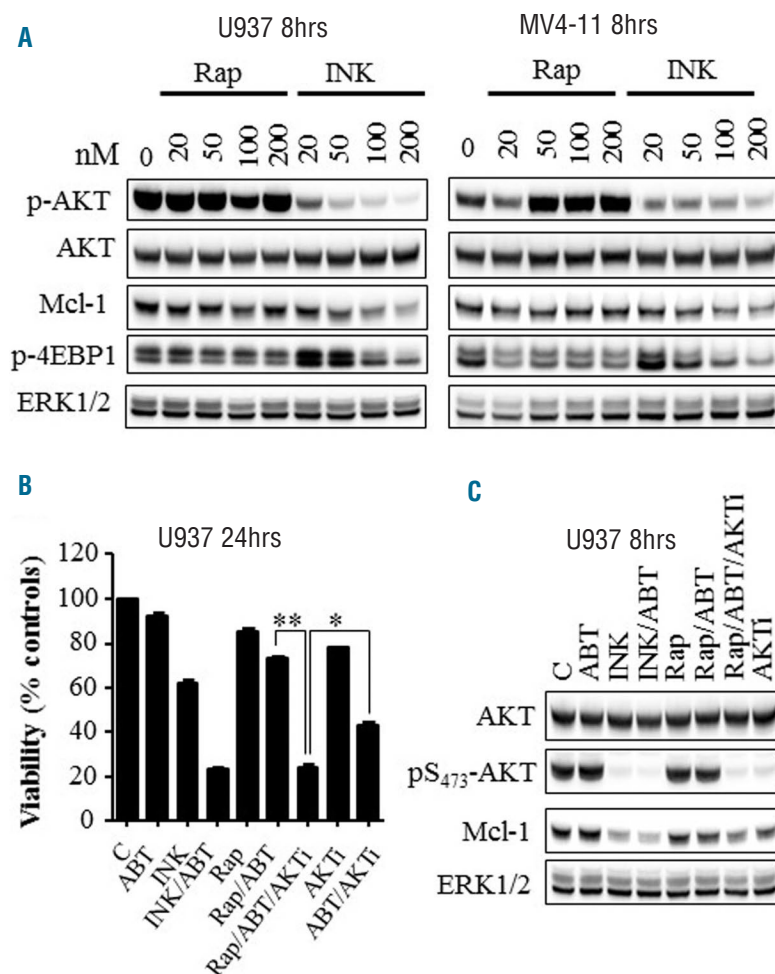 A
U937 8hrs
MV4-11 8hrs
Rap INK Rap INK
nM 0 20 50 100 200 20 50 100 200 0 20 50 100 200 20 50 100 200
p-AKT
AKT
Mcl-1
p-4EBP1
ERK1/2
B
U937 24hrs
Viability (% controls)
120
100
80
60
40
20
0
** *
C ABT INK INK/ABT Rap Rap/ABT Rap/ABT/AKTi AKTi ABT/AKTi
C
U937 8hrs
C ABT INK INK/ABT Rap Rap/ABT Rap/ABT/AKTi AKTi
AKT
pS473-AKT
Mcl-1
ERK1/2